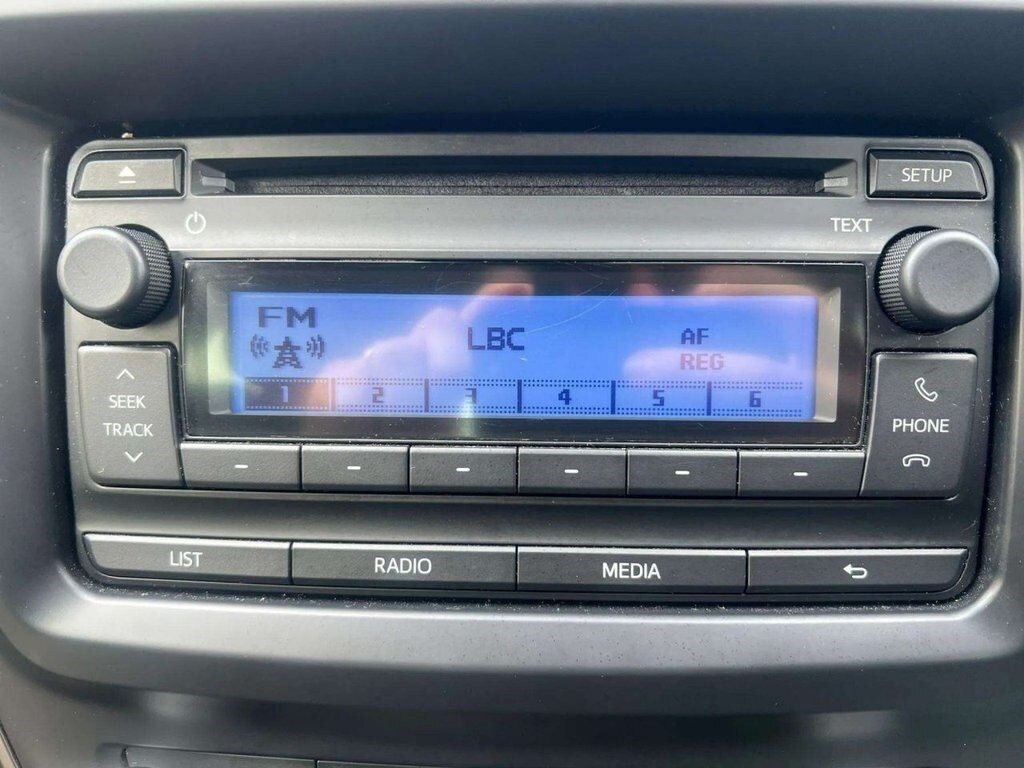 SETUP
TEXT
FM
LBC
AF
REG
1 2 3 4 5 6
SEEK
TRACK
PHONE
LIST RADIO MEDIA